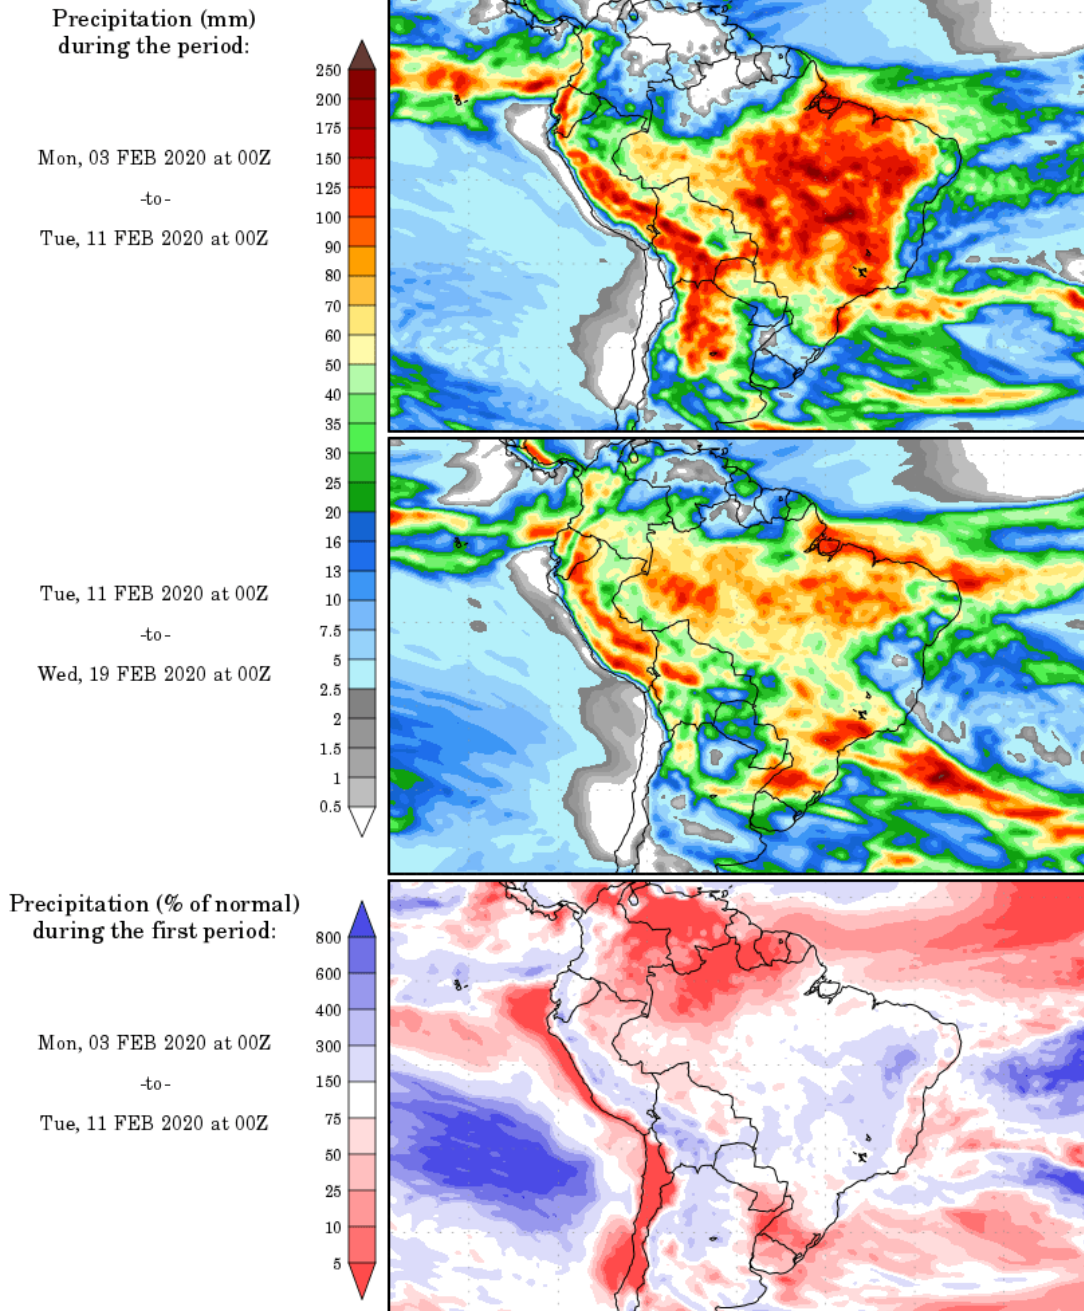 Precipitation (mm)
during the period:
250
200
175
150
125
100
90
80
70
60
50
40
35
30
25
20
16
13
10
7.5
5
2.5
2
1.5
1
0.5
Mon, 03 FEB 2020 at 00Z
-to-
Tue, 11 FEB 2020 at 00Z
Tue, 11 FEB 2020 at 00Z
-to-
Wed, 19 FEB 2020 at 00Z
Precipitation (% of normal)
during the first period:
800
600
400
300
150
75
50
25
10
5
Mon, 03 FEB 2020 at 00Z
-to-
Tue, 11 FEB 2020 at 00Z